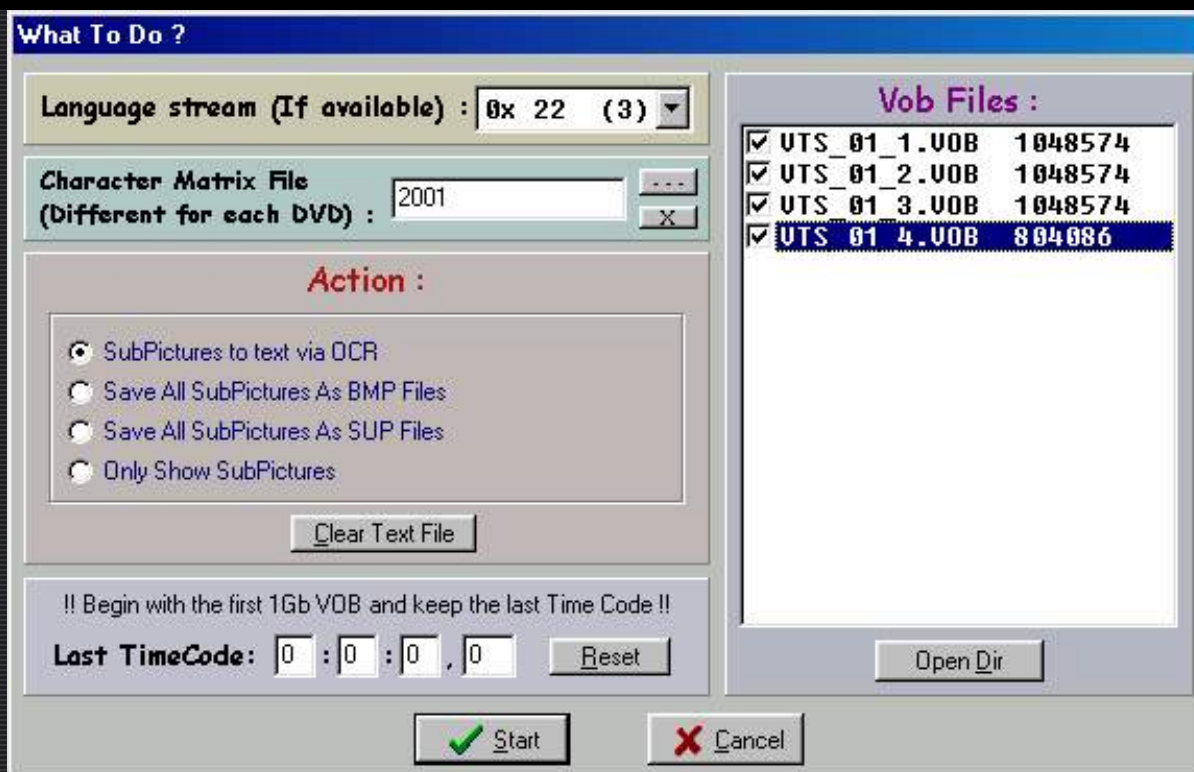 What To Do ?
Language stream (If available) : 0x 22 (3)
Character Matrix File
(Different for each DVD) : 2001
...
X
Action :
SubPictures to text via OCR
Save All SubPictures As BMP Files
Save All SubPictures As SUP Files
Only Show SubPictures
Clear Text File
!! Begin with the first 1Gb VOB and keep the last Time Code !!
Last TimeCode: 0 : 0 : 0 , 0 Reset
Vob Files :
VTS_01_1.VOB 1048574
VTS_01_2.VOB 1048574
VTS_01_3.VOB 1048574
VTS_01_4.VOB 804086
Open Dir
Start
Cancel